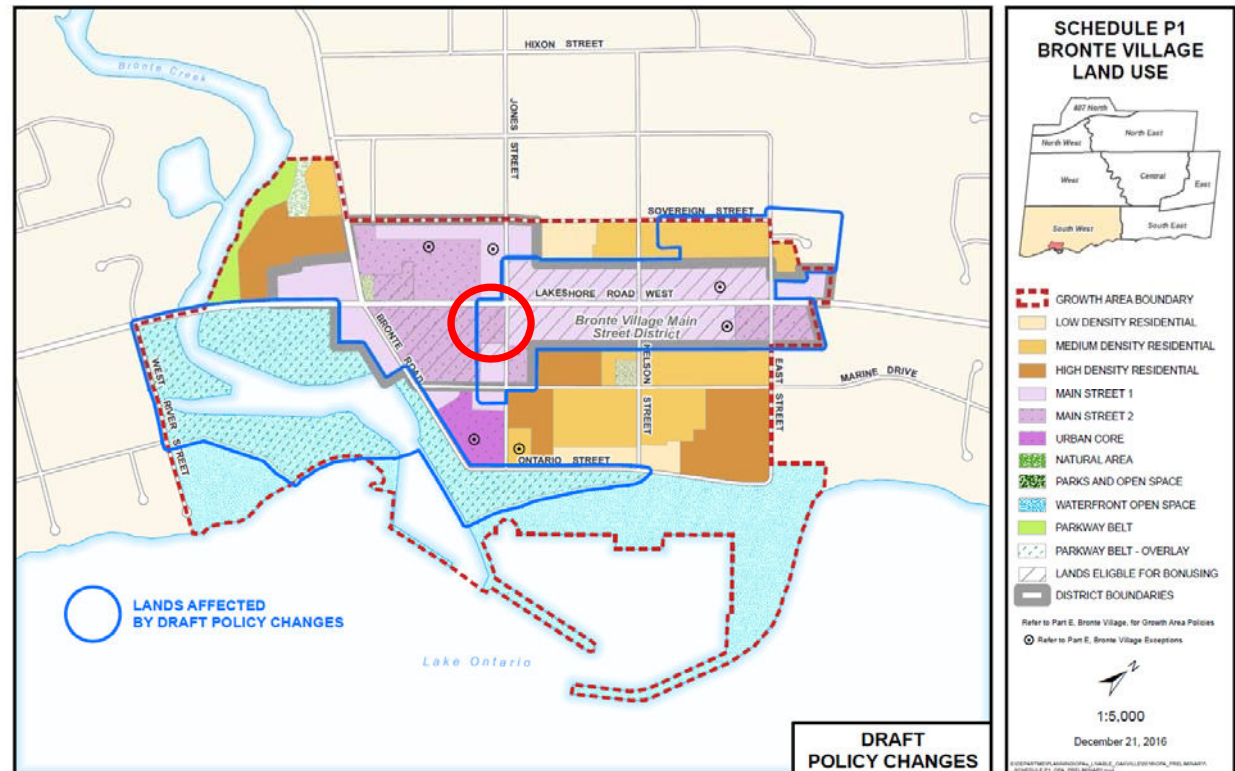 HIXON STREET
Bronte Creek
JONES
STREET
SOVEREIGN STREET
LAKESHORE ROAD WEST
Bronte Village Main
Street District
BRONTE ROAD
NELSON
STREET
EAST STREET
MARINE DRIVE
WEST RIVER STREET
ONTARIO STREET
LANDS AFFECTED
BY DRAFT POLICY CHANGES
Lake Ontario
DRAFT
POLICY CHANGES
SCHEDULE P1
BRONTE VILLAGE
LAND USE
407 North
North West
North East
West
Central
East
South West
South East
GROWTH AREA BOUNDARY
LOW DENSITY RESIDENTIAL
MEDIUM DENSITY RESIDENTIAL
HIGH DENSITY RESIDENTIAL
MAIN STREET 1
MAIN STREET 2
URBAN CORE
NATURAL AREA
PARKS AND OPEN SPACE
WATERFRONT OPEN SPACE
PARKWAY BELT
PARKWAY BELT - OVERLAY
LANDS ELIGBLE FOR BONUSING
DISTRICT BOUNDARIES
Refer to Part E, Bronte Village, for Growth Area Policies
Refer to Part E, Bronte Village Exceptions
N
1:5,000
December 21, 2016